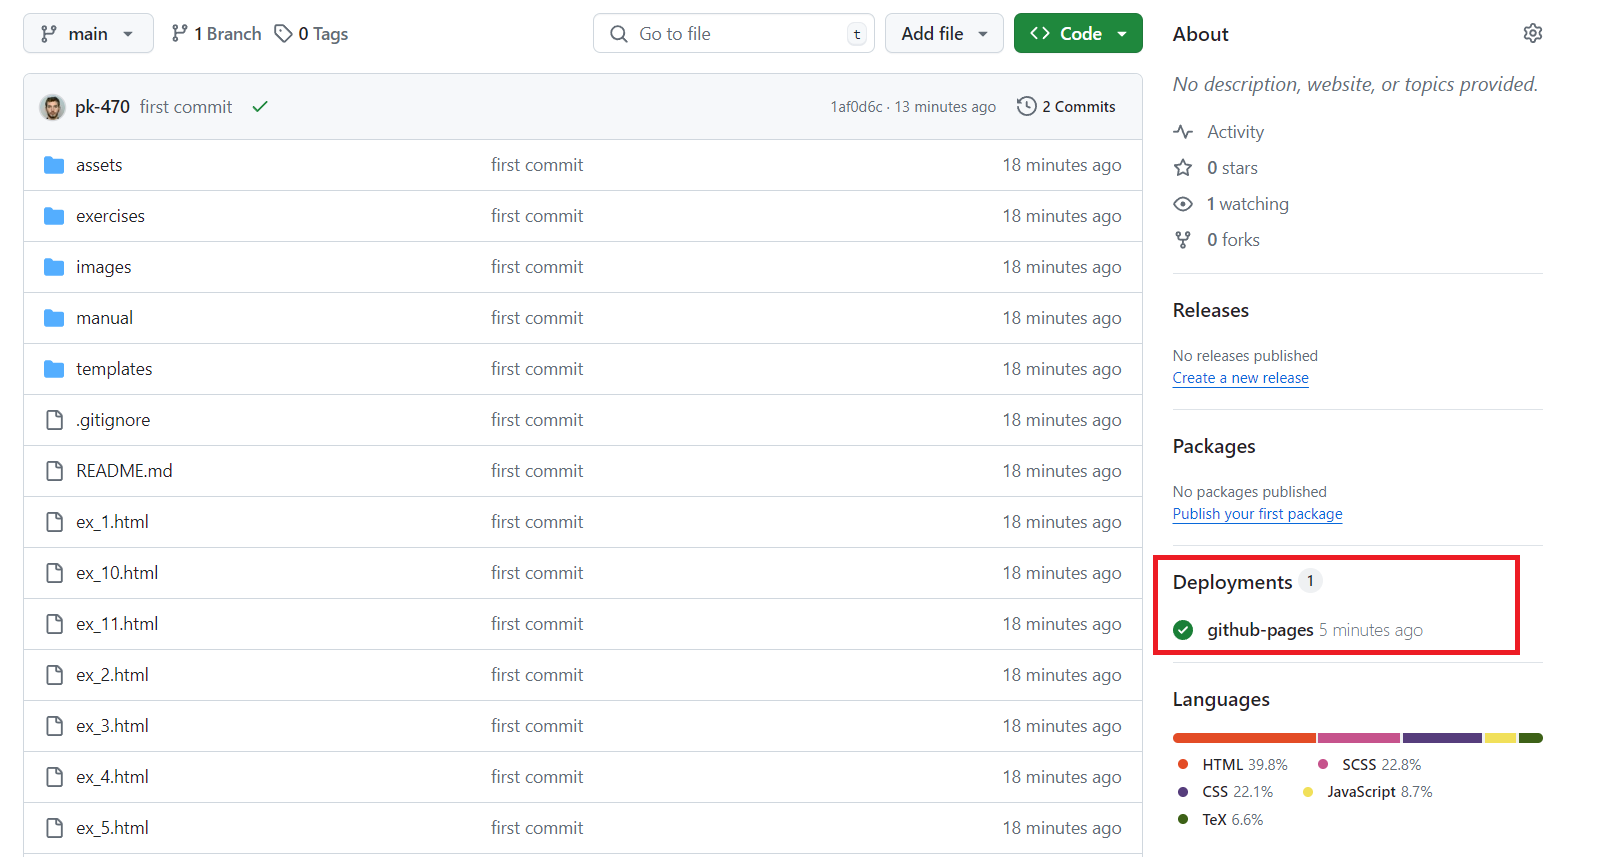 main 1 Branch 0 Tags Go to file t Add file Code
pk-470 first commit 1af0d6c · 13 minutes ago 2 Commits
assets first commit 18 minutes ago
exercises first commit 18 minutes ago
images first commit 18 minutes ago
manual first commit 18 minutes ago
templates first commit 18 minutes ago
.gitignore first commit 18 minutes ago
README.md first commit 18 minutes ago
ex_1.html first commit 18 minutes ago
ex_10.html first commit 18 minutes ago
ex_11.html first commit 18 minutes ago
ex_2.html first commit 18 minutes ago
ex_3.html first commit 18 minutes ago
ex_4.html first commit 18 minutes ago
ex_5.html first commit 18 minutes ago
About
No description, website, or topics provided.
Activity
0 stars
1 watching
0 forks
Releases
No releases published
Create a new release
Packages
No packages published
Publish your first package
Deployments 1
github-pages 5 minutes ago
Languages
HTML 39.8% SCSS 22.8%
CSS 22.1% JavaScript 8.7%
TeX 6.6%